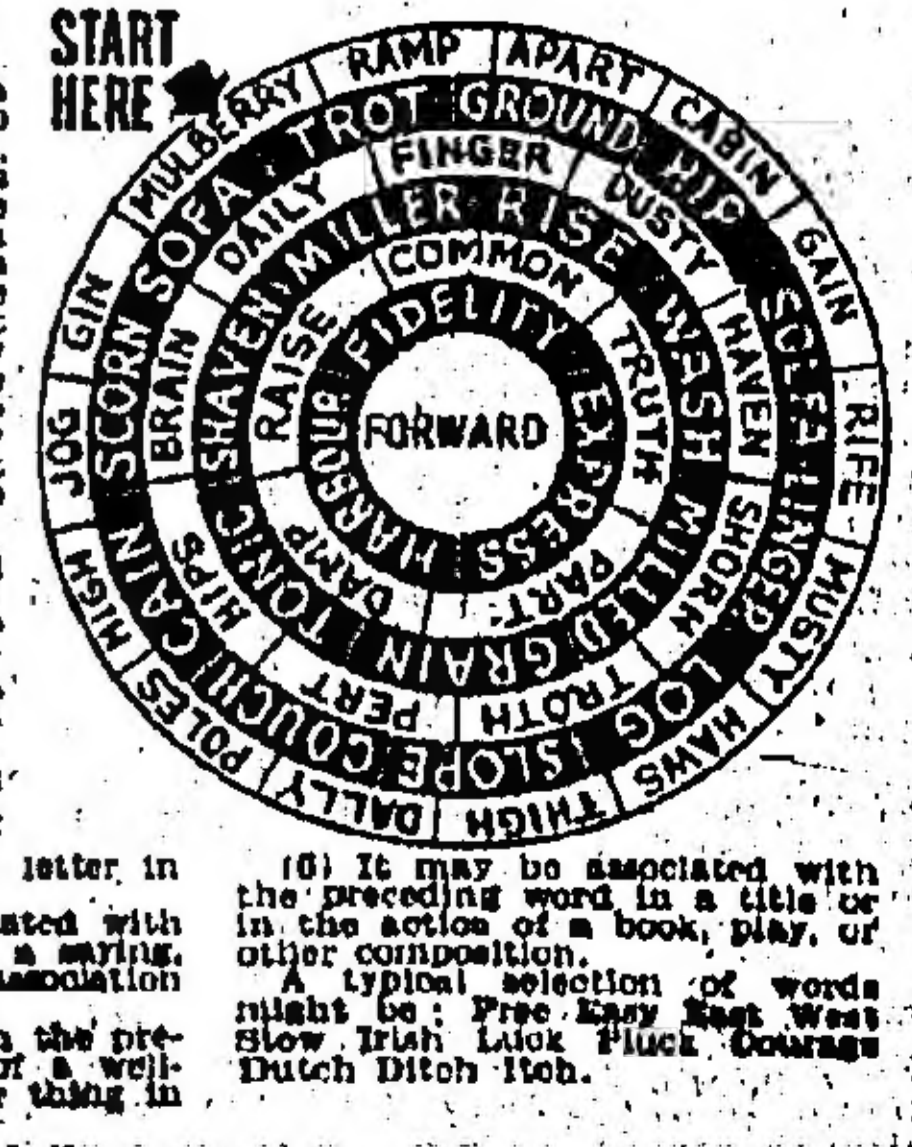 START
HERE
MULBERRY RAMP APART CABIN GAIN RIFE MUSTY HAWS THIGH DALLY POLES NIGH JOG GIN
SOFA TROT GROUND LOG SLOPE COUCH CAIN SCORN
DAILY FINGER DUSTY HAVEN SHORN TROTH PERT HIPS BRAIN
MILLER RISE WASH MILLED GRAIN TONIC SHAVEN
RAISE COMMON TRUTH PART DAMP
FIDELITY EXPRESS HARBOUR
FORWARD
letter in
ated with
a saying.
association
the pre-
of a well-
thing in
(6) It may be associated with
the preceding word in a title or
in the action of a book, play, or
other composition.
A typical selection of words
might be: Free Easy East West
Slow Irish Luck Pluck Courage
Dutch Ditch Itch.